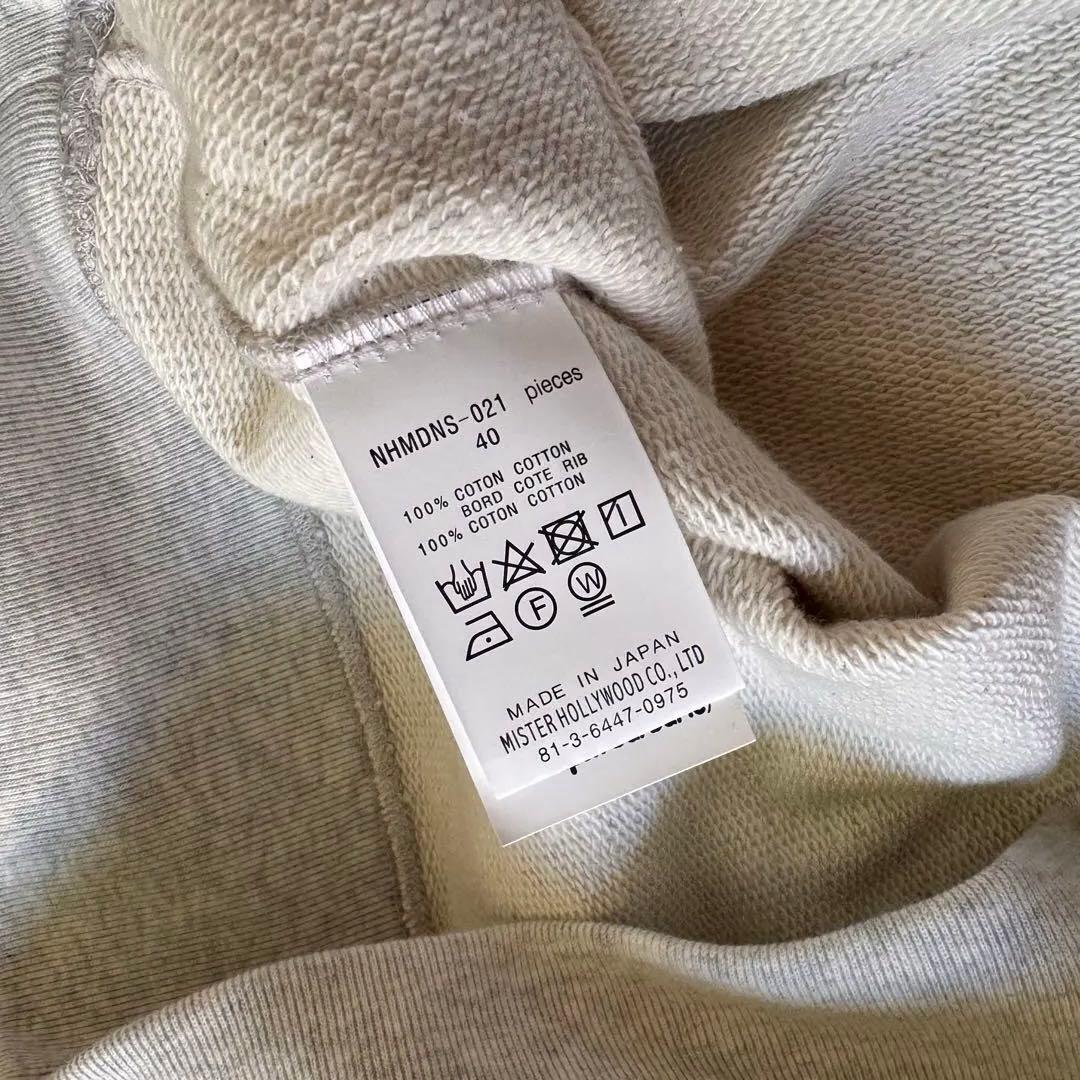 NHMDNS-021 pieces
40
100% COTON COTTON
BORD COTE RIB
100% COTON COTTON
F W
MADE IN JAPAN
MISTER HOLLYWOOD CO., LTD
81-3-6447-0975